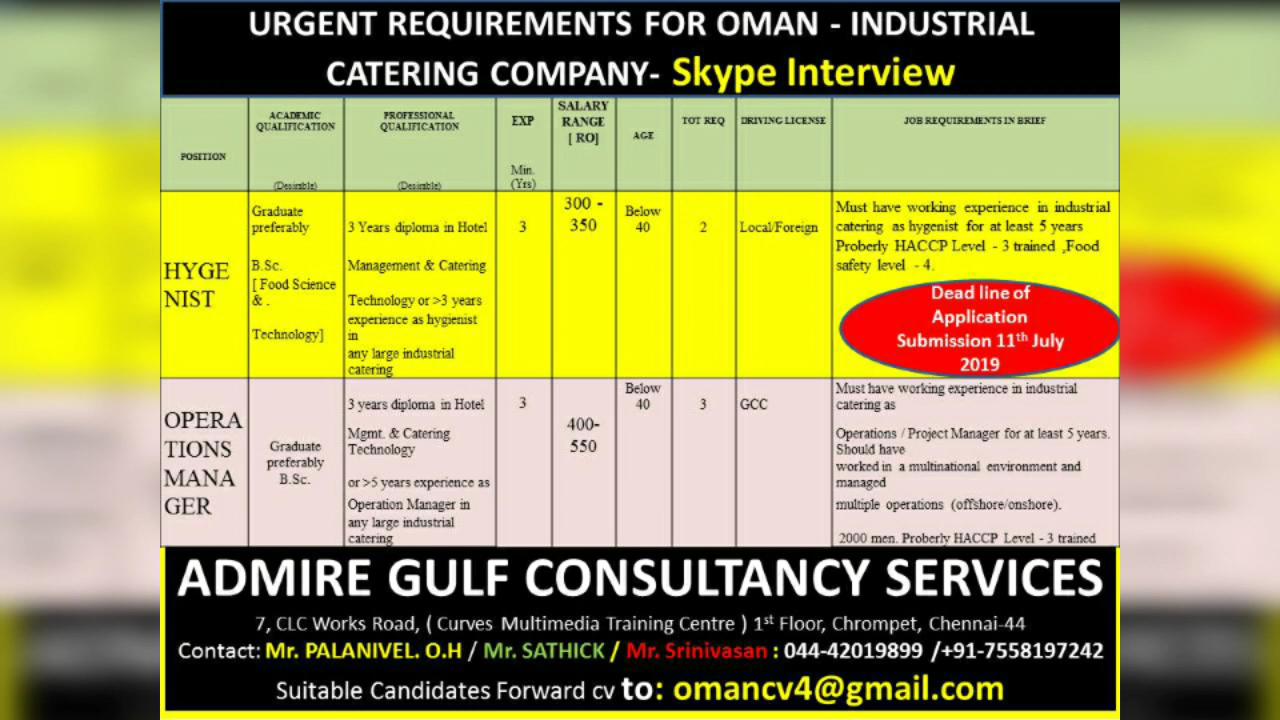 URGENT REQUIREMENTS FOR OMAN - INDUSTRIAL
CATERING COMPANY- Skype Interview
POSITION
ACADEMIC
QUALIFICATION
(Desirable)
PROFESSIONAL
QUALIFICATION
(Desirable)
EXP
Min.
(Yrs)
SALARY
RANGE
[ RO]
AGE
TOT REQ
DRIVING LICENSE
JOB REQUIREMENTS IN BRIEF
HYGE
NIST
Graduate
preferably
B.Sc.
[ Food Science
& .
Technology]
3 Years diploma in Hotel
Management & Catering
Technology or >3 years
experience as hygienist
in
any large industrial
catering
3
300 -
350
Below
40
2
Local/Foreign
Must have working experience in industrial
catering as hygenist for at least 5 years
Proberly HACCP Level - 3 trained ,Food
safety level - 4.
Dead line of
Application
Submission 11th July
2019
OPERA
TIONS
MANA
GER
Graduate
preferably
B.Sc.
3 years diploma in Hotel
Mgmt. & Catering
Technology
or >5 years experience as
Operation Manager in
any large industrial
catering
3
400-
550
Below
40
3
GCC
Must have working experience in industrial
catering as
Operations / Project Manager for at least 5 years.
Should have
worked in a multinational environment and
managed
multiple operations (offshore/onshore).
2000 men. Proberly HACCP Level - 3 trained
ADMIRE GULF CONSULTANCY SERVICES
7, CLC Works Road, ( Curves Multimedia Training Centre ) 1st Floor, Chrompet, Chennai-44
Contact: Mr. PALANIVEL. O.H / Mr. SATHICK / Mr. Srinivasan : 044-42019899 /+91-7558197242
Suitable Candidates Forward cv to: omancv4@gmail.com